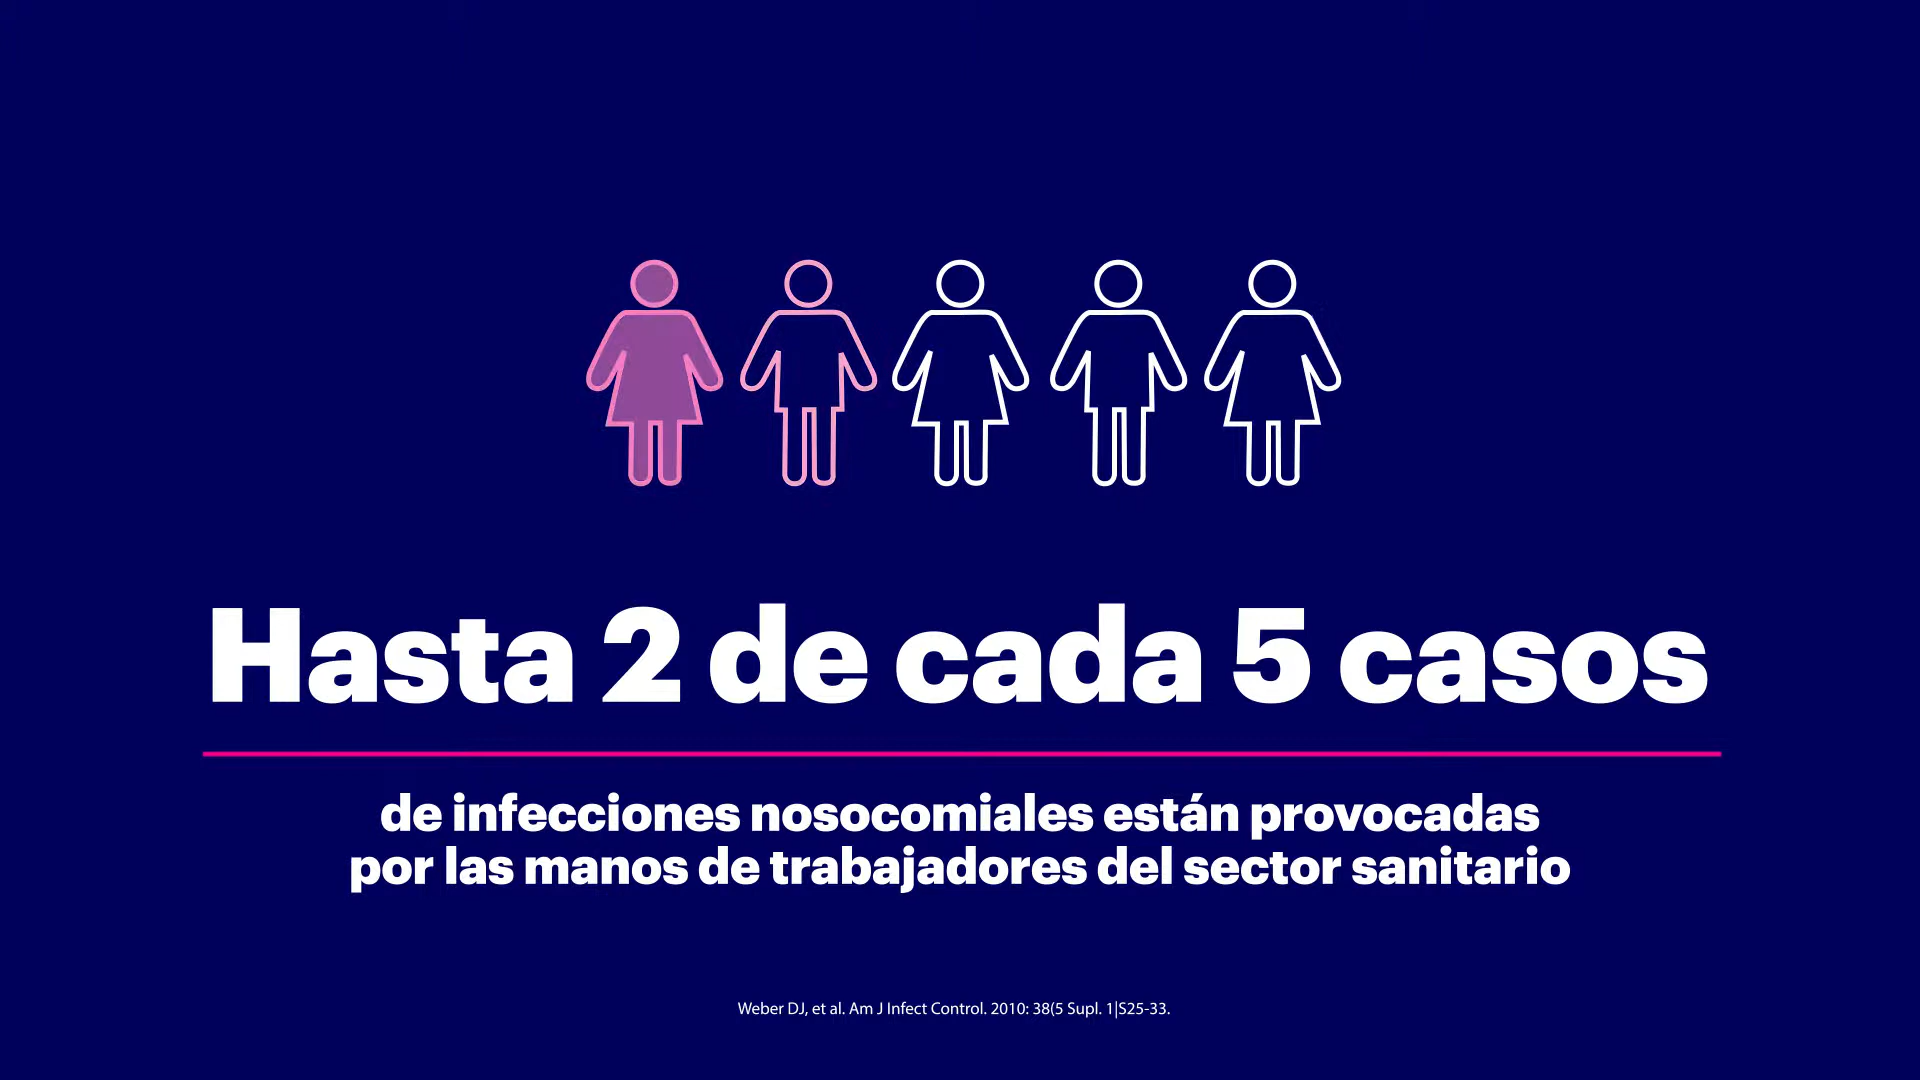 Hasta 2 de cada 5 casos
de infecciones nosocomiales están provocadas
por las manos de trabajadores del sector sanitario
Weber DJ, et al. Am J Infect Control. 2010: 38(5 Supl. 1|S25-33.